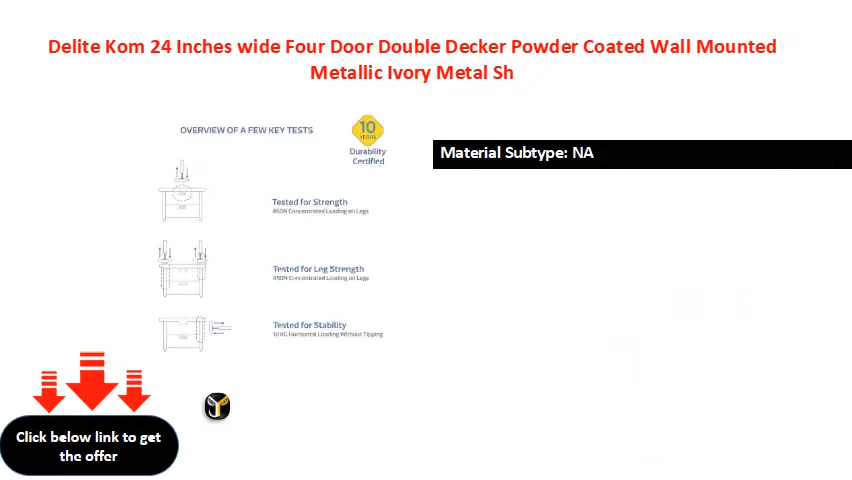 Delite Kom 24 Inches wide Four Door Double Decker Powder Coated Wall Mounted
Metallic Ivory Metal Sh
OVERVIEW OF A FEW KEY TESTS
10
YEARS
Durability
Certified
Material Subtype: NA
Tested for Strength
450N Concentrated Loading on Legs
Tested for Leg Strength
450N Concentrated Loading on Legs
Tested for Stability
10 KG Horizontal Loading Without Tipping
Click below link to get
the offer